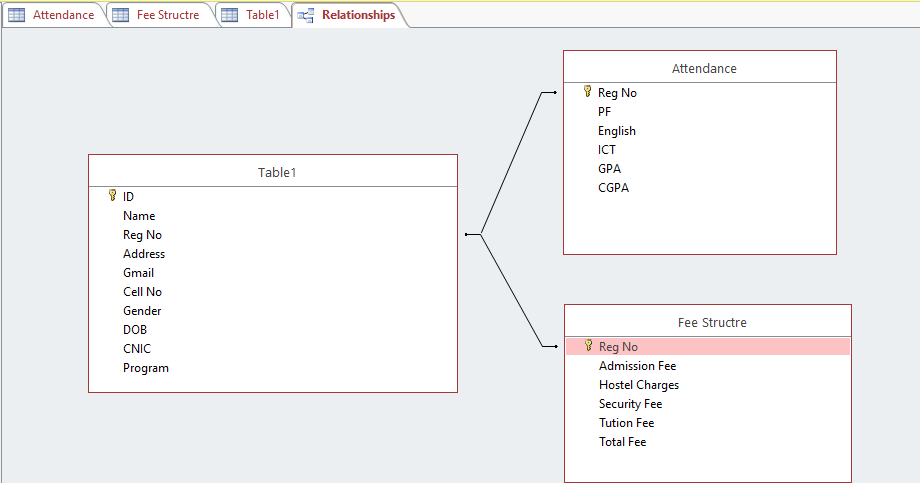 Attendance Fee Structre Table1 Relationships
Attendance
Reg No
PF
English
ICT
GPA
CGPA
Table1
ID
Name
Reg No
Address
Gmail
Cell No
Gender
DOB
CNIC
Program
Fee Structre
Reg No
Admission Fee
Hostel Charges
Security Fee
Tution Fee
Total Fee